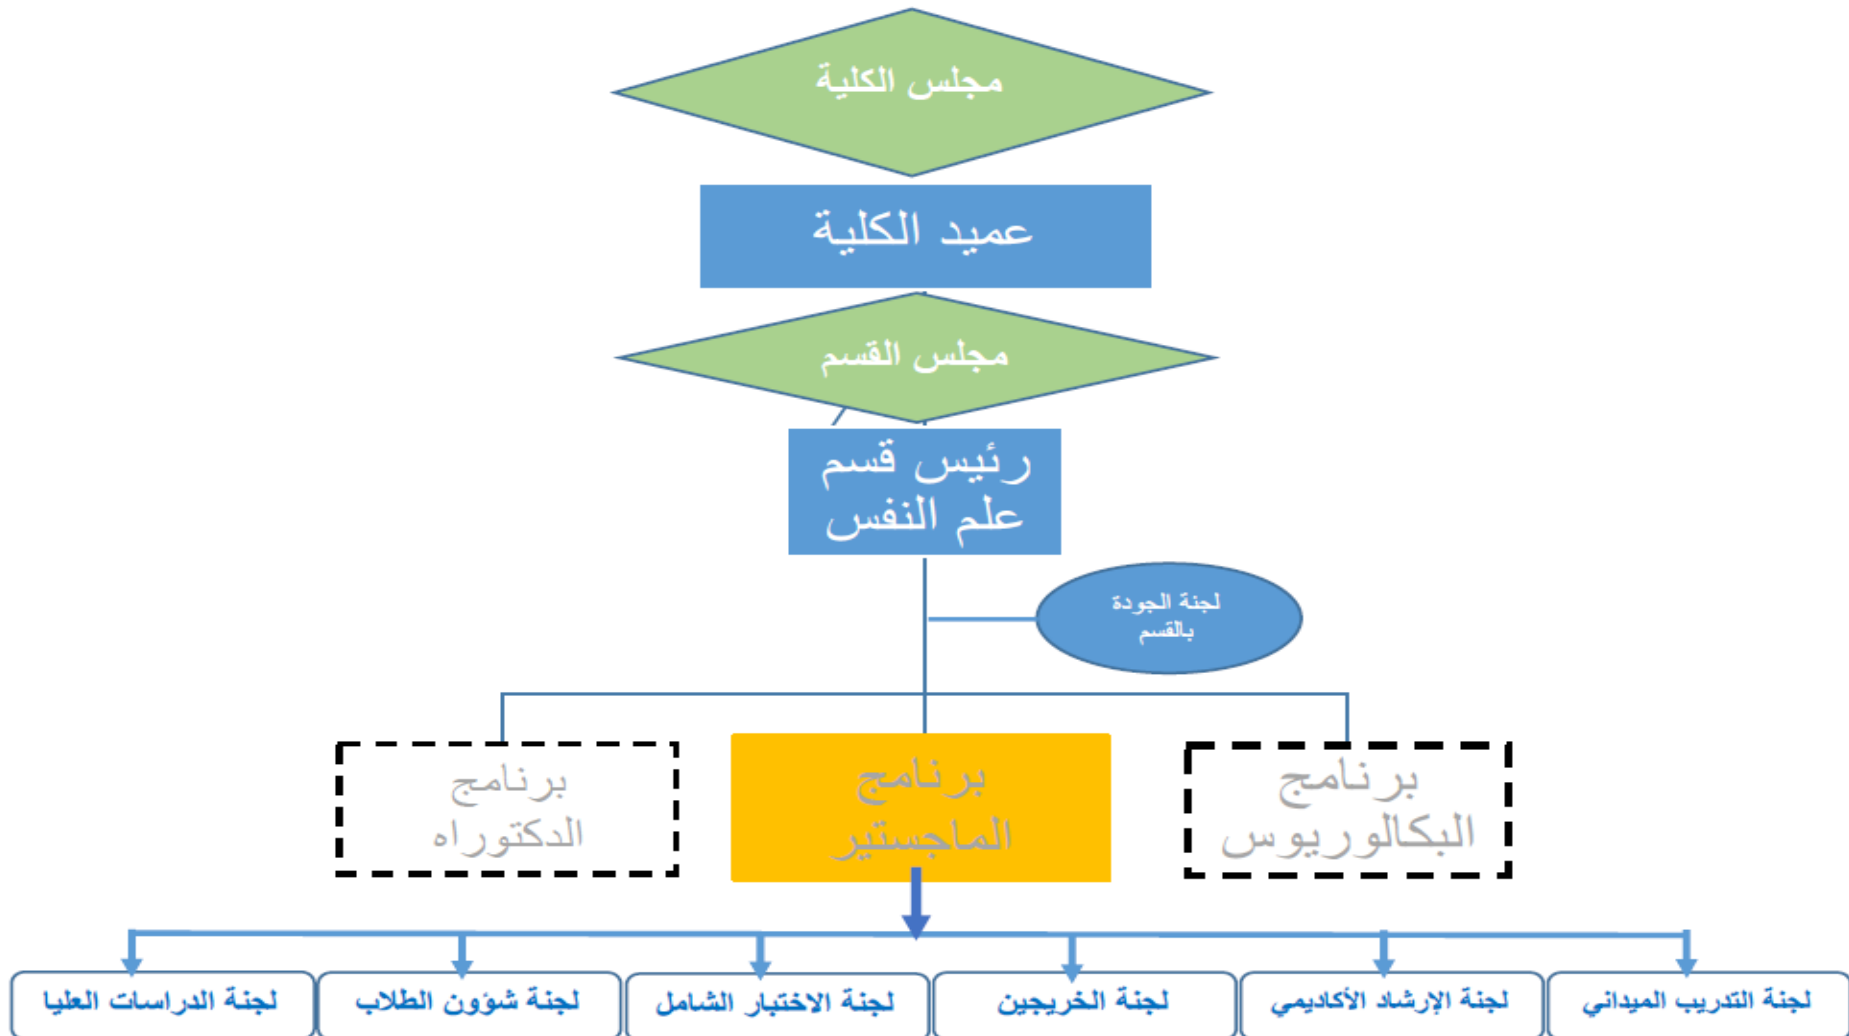 مجلس الكلية
عميد الكلية
مجلس القسم
رئيس قسم
علم النفس
لجنة الجودة
بالقسم
برنامج
البكالوريوس
برنامج
الماجستير
برنامج
الدكتوراه
لجنة التدريب الميداني
لجنة الإرشاد الأكاديمي
لجنة الخريجين
لجنة الاختبار الشامل
لجنة شؤون الطلاب
لجنة الدراسات العليا